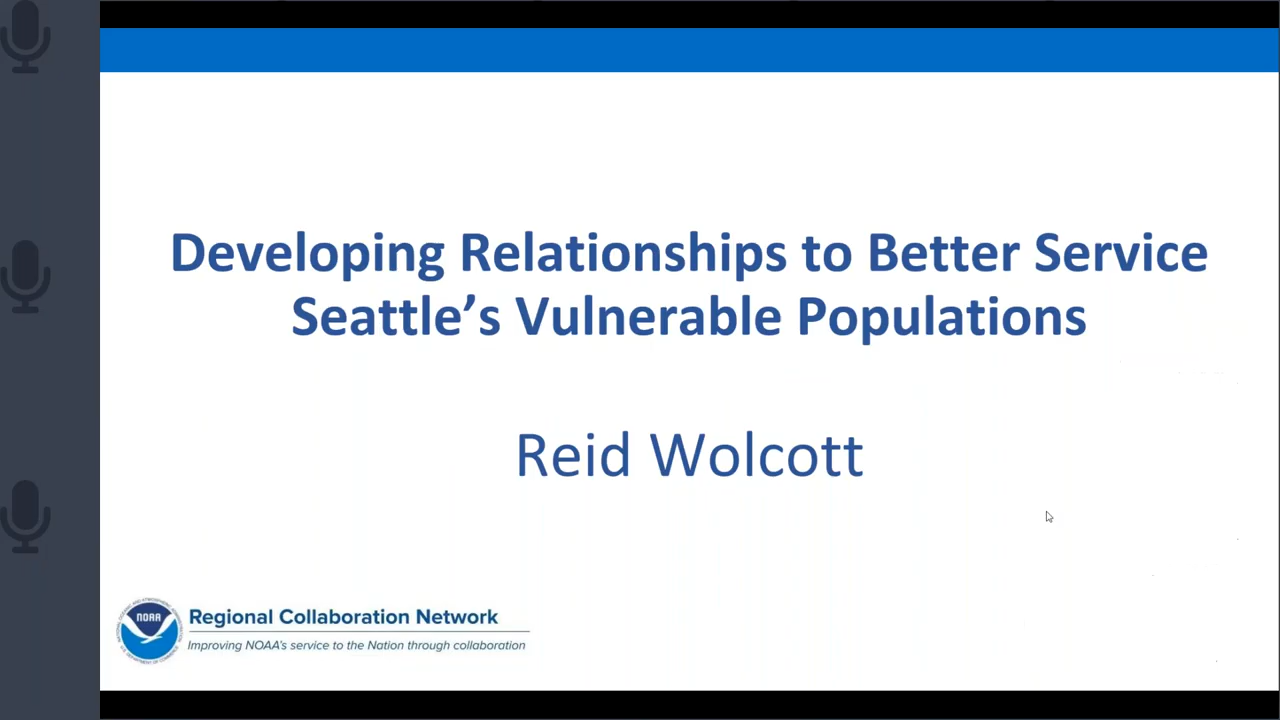 Developing Relationships to Better Service
Seattle’s Vulnerable Populations
Reid Wolcott
NOAA
Regional Collaboration Network
Improving NOAA's service to the Nation through collaboration